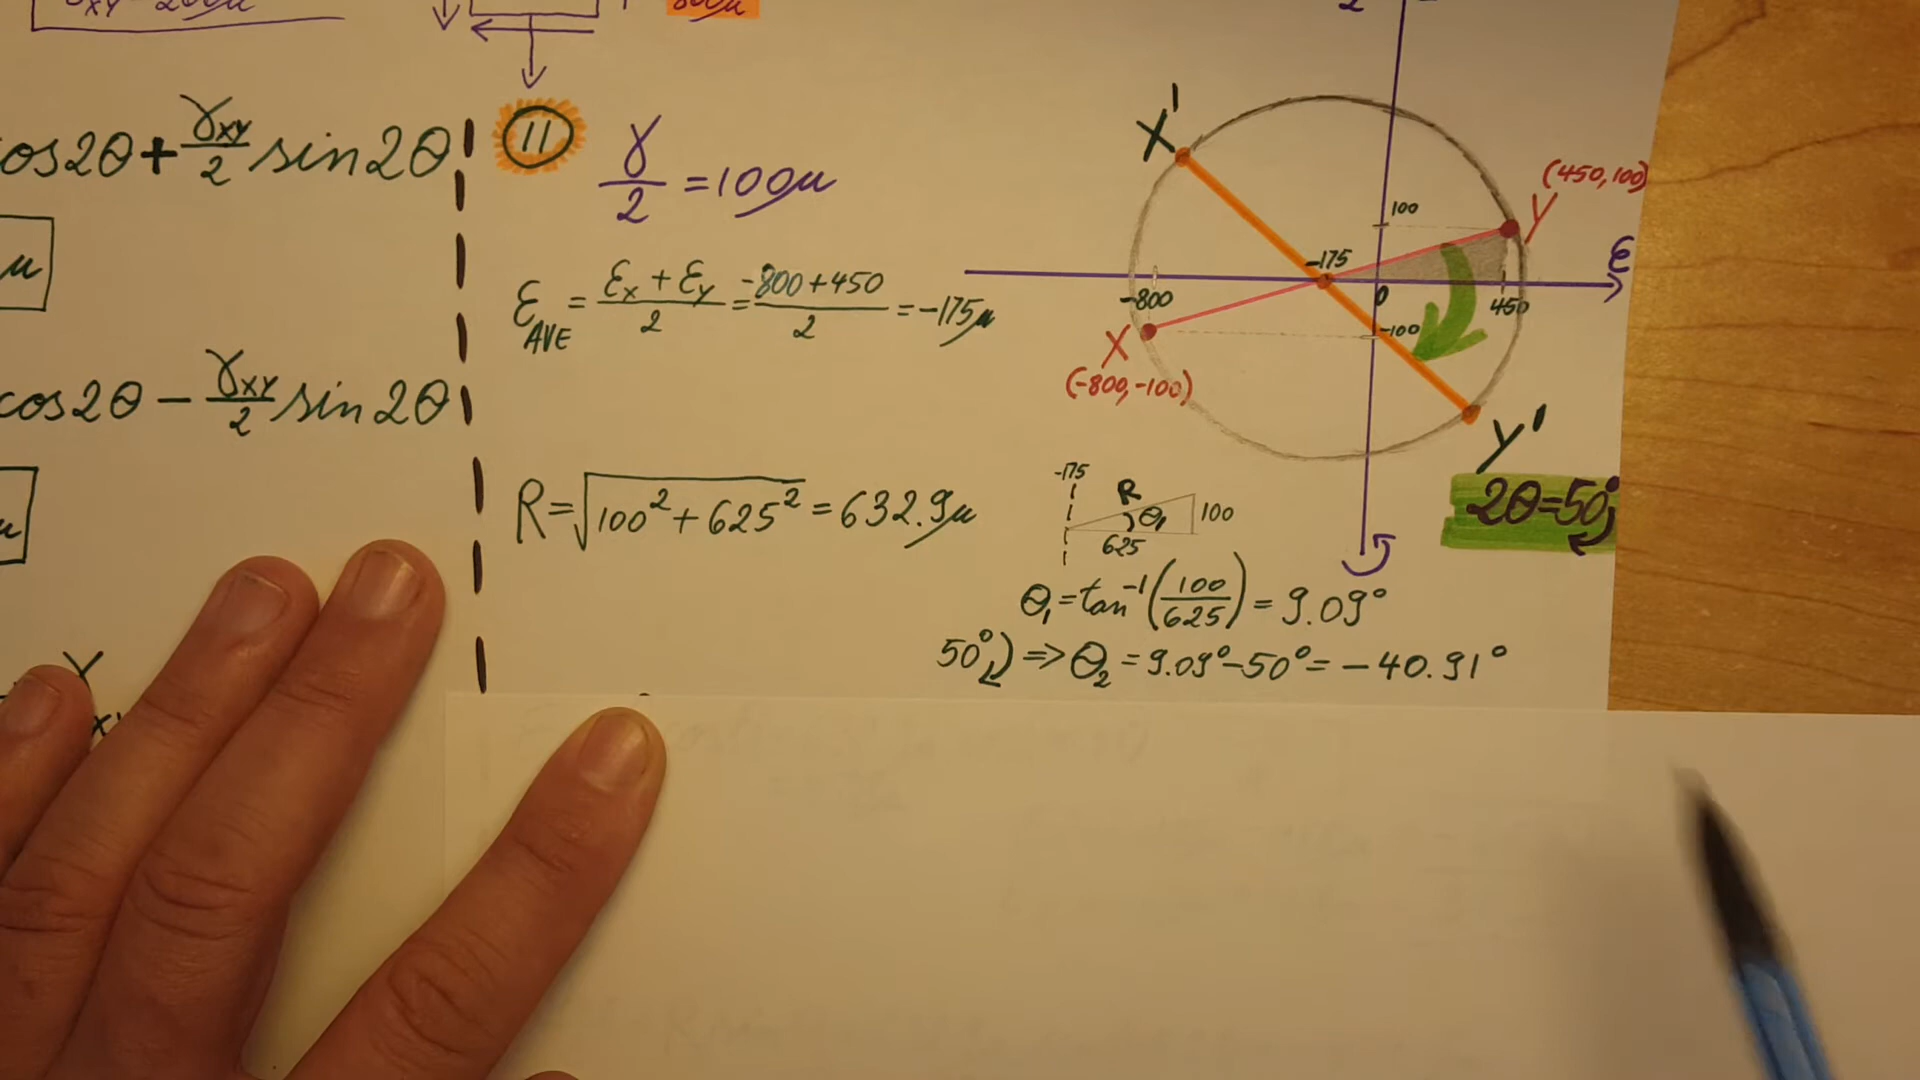 cos2θ + γxy/2 sin2θ
μ
cos2θ − γxy/2 sin2θ
μ
Y
II
γ/2 = 100μ
ε AVE = (εx + εy)/2 = (-800+450)/2 = -175μ
R = √(100² + 625²) = 632.9μ
X'
(450,100)
Y
100
ε
-175
-800
0
450
-100
X
(-800,-100)
Y'
2θ=50°
-175
R
θ₁
100
625
θ₁ = tan⁻¹(100/625) = 9.09°
50° ⇒ θ₂ = 9.09°-50° = -40.91°